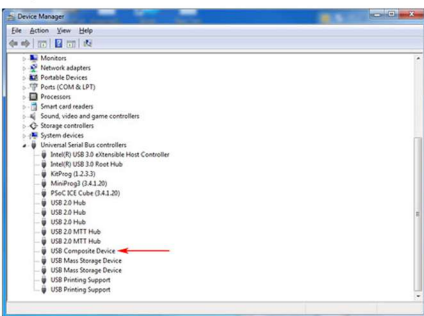 Device Manager
File Action View Help
Monitors
Network adapters
Portable Devices
Ports (COM & LPT)
Processors
Smart card readers
Sound, video and game controllers
Storage controllers
System devices
Universal Serial Bus controllers
Intel(R) USB 3.0 eXtensible Host Controller
Intel(R) USB 3.0 Root Hub
KitProg (1.2.3.3)
MiniProg3 (3.4.1.20)
PSoC ICE Cube (3.4.1.20)
USB 2.0 Hub
USB 2.0 Hub
USB 2.0 Hub
USB 2.0 MTT Hub
USB 2.0 MTT Hub
USB Composite Device
USB Mass Storage Device
USB Mass Storage Device
USB Printing Support
USB Printing Support